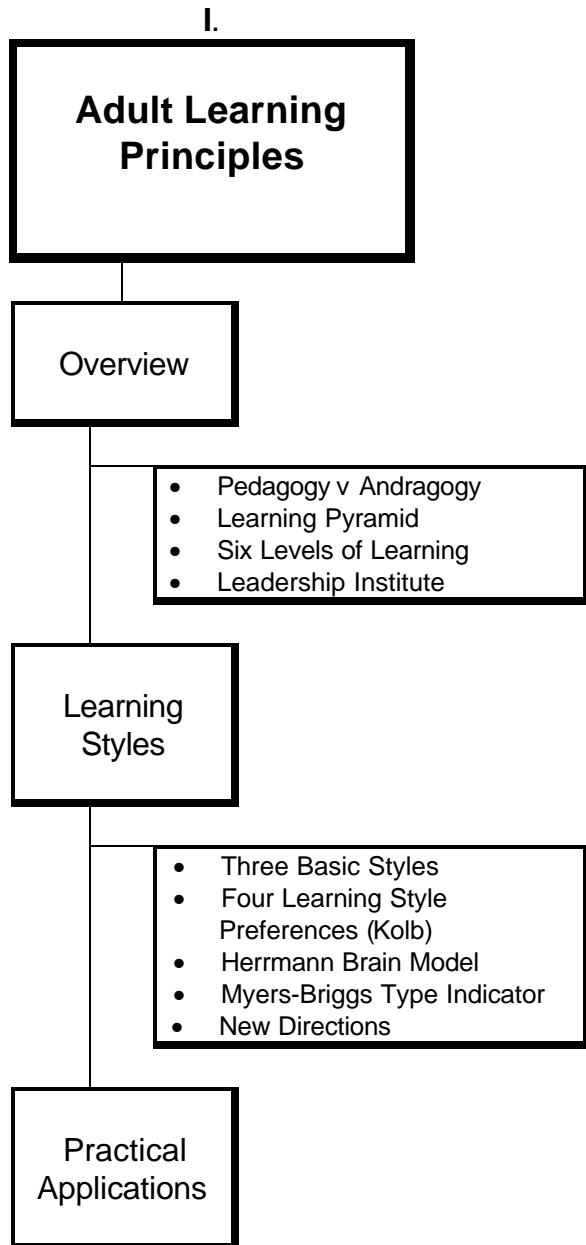 I.
Adult Learning
Principles
Overview
• Pedagogy v Andragogy
• Learning Pyramid
• Six Levels of Learning
• Leadership Institute
Learning
Styles
• Three Basic Styles
• Four Learning Style
Preferences (Kolb)
• Herrmann Brain Model
• Myers-Briggs Type Indicator
• New Directions
Practical
Applications